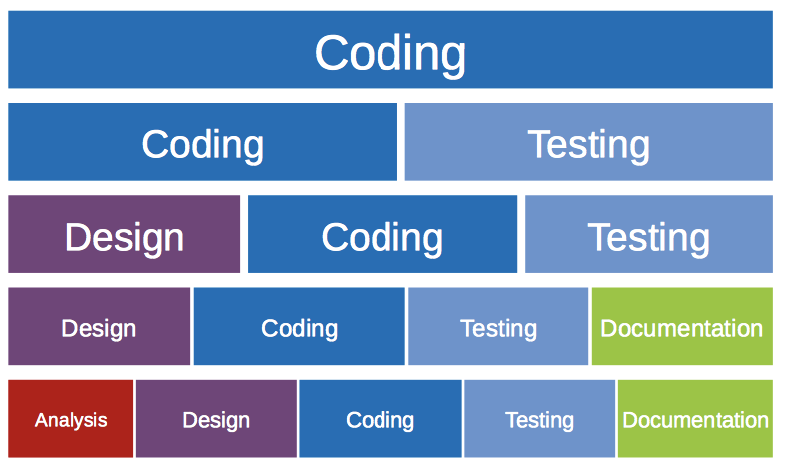 Coding
Coding Testing
Design Coding Testing
Design Coding Testing Documentation
Analysis Design Coding Testing Documentation